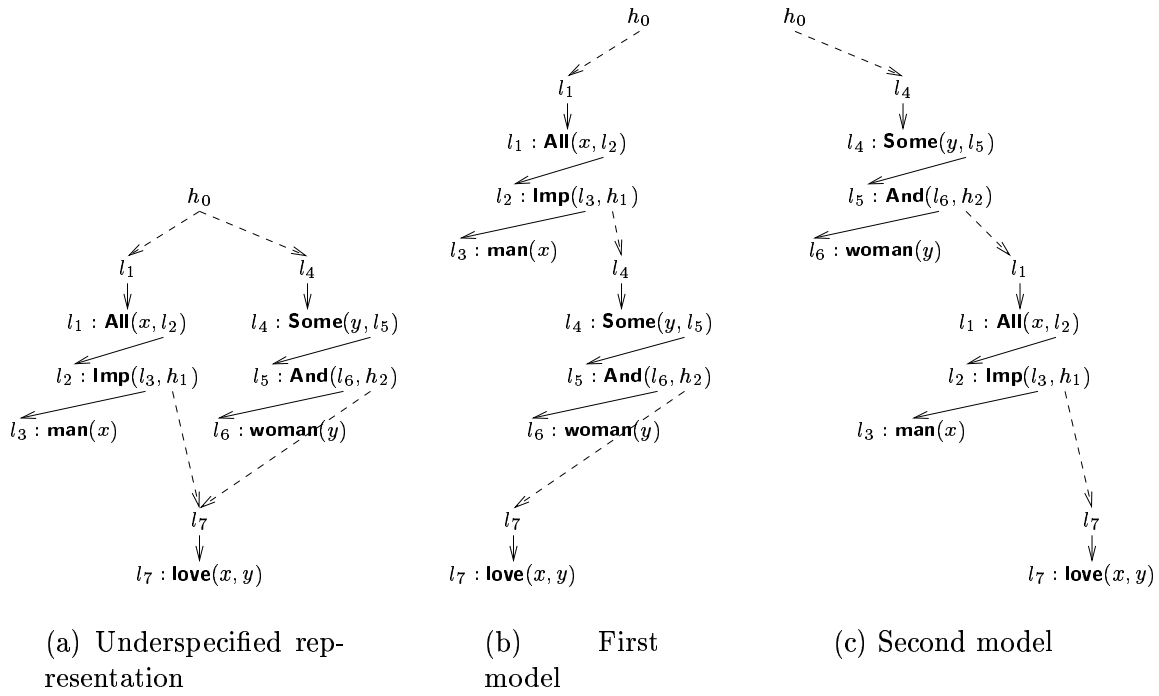 h₀
l₁
l₁ : All(x, l₂)
l₂ : Imp(l₃, h₁)
l₃ : man(x)
l₄
l₄ : Some(y, l₅)
l₅ : And(l₆, h₂)
l₆ : woman(y)
l₇
l₇ : love(x, y)
(a) Underspecified rep-
resentation
h₀
l₁
l₁ : All(x, l₂)
l₂ : Imp(l₃, h₁)
l₃ : man(x)
l₄
l₄ : Some(y, l₅)
l₅ : And(l₆, h₂)
l₆ : woman(y)
l₇
l₇ : love(x, y)
(b) First
model
h₀
l₄
l₄ : Some(y, l₅)
l₅ : And(l₆, h₂)
l₆ : woman(y)
l₁
l₁ : All(x, l₂)
l₂ : Imp(l₃, h₁)
l₃ : man(x)
l₇
l₇ : love(x, y)
(c) Second model